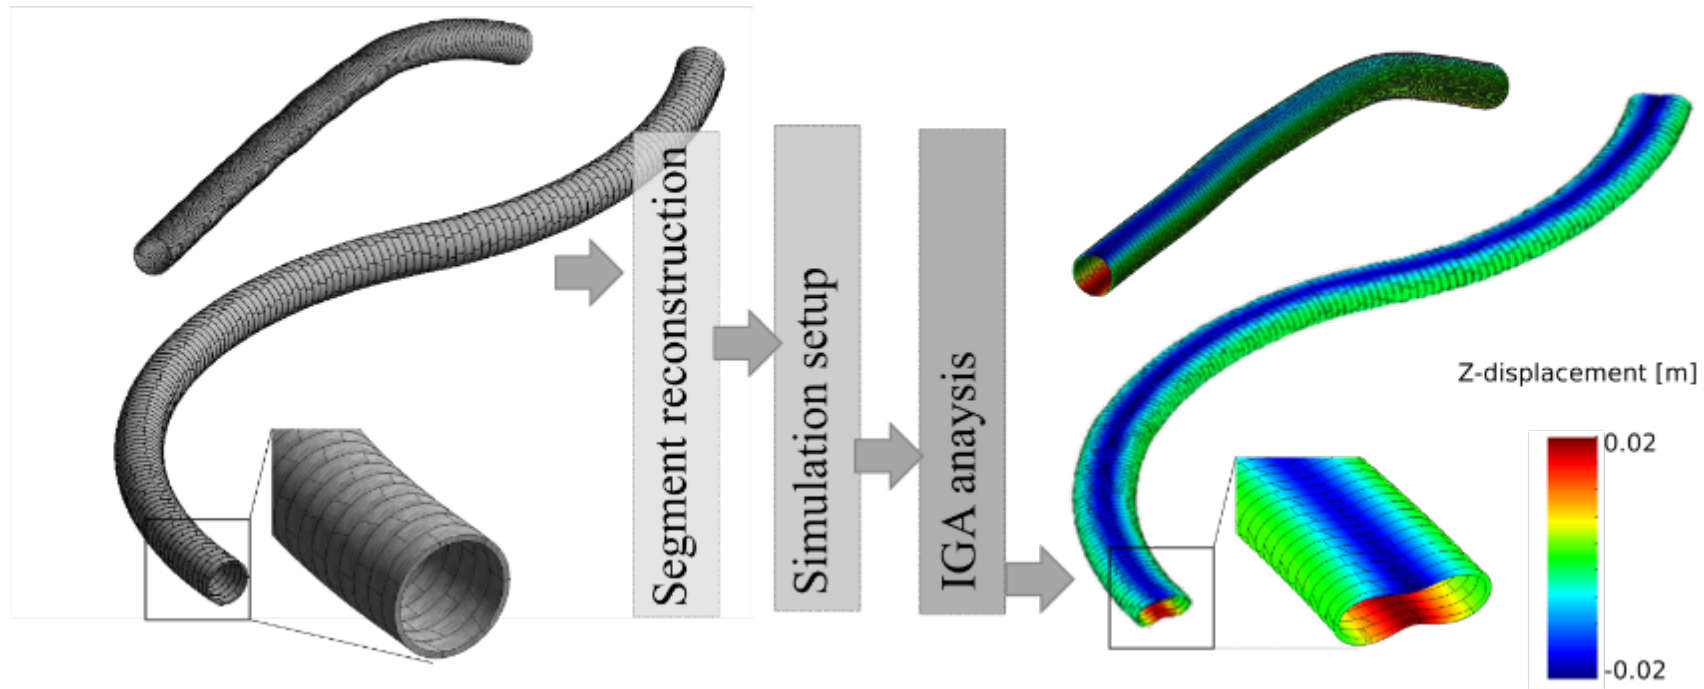 Segment reconstruction
Simulation setup
IGA anaysis
Z-displacement [m]
0.02
-0.02